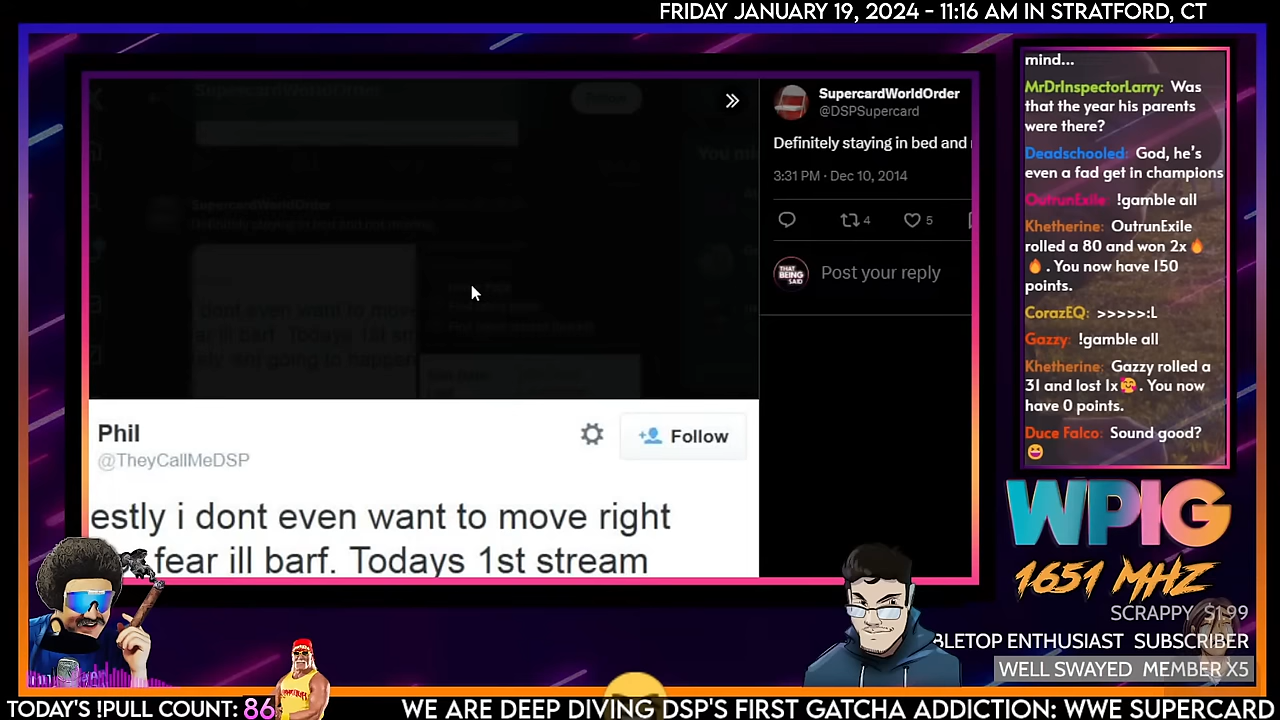 FRIDAY JANUARY 19, 2024 - 11:16 AM IN STRATFORD, CT
SupercardWorldOrder
@DSPSupercard
Definitely staying in bed and
3:31 PM · Dec 10, 2014
4
5
THAT BEING SAID
Post your reply
Phil
@TheyCallMeDSP
Follow
estly i dont even want to move right
fear ill barf. Todays 1st stream
mind...
MrDrInspectorLarry: Was
that the year his parents
were there?
Deadschooled: God, he's
even a fad get in champions
OutrunExile: !gamble all
Khetherine: OutrunExile
rolled a 80 and won 2x🔥
🔥. You now have 150
points.
CorazEQ: >>>>>:L
Gazzy: !gamble all
Khetherine: Gazzy rolled a
31 and lost 1x🥰. You now
have 0 points.
Duce Falco: Sound good?
😆
WPIG
1651 MHZ
SCRAPPY $1.99
BLETOP ENTHUSIAST SUBSCRIBER
WELL SWAYED MEMBER X5
TODAY'S !PULL COUNT: 86
WE ARE DEEP DIVING DSP'S FIRST GATCHA ADDICTION: WWE SUPERCARD